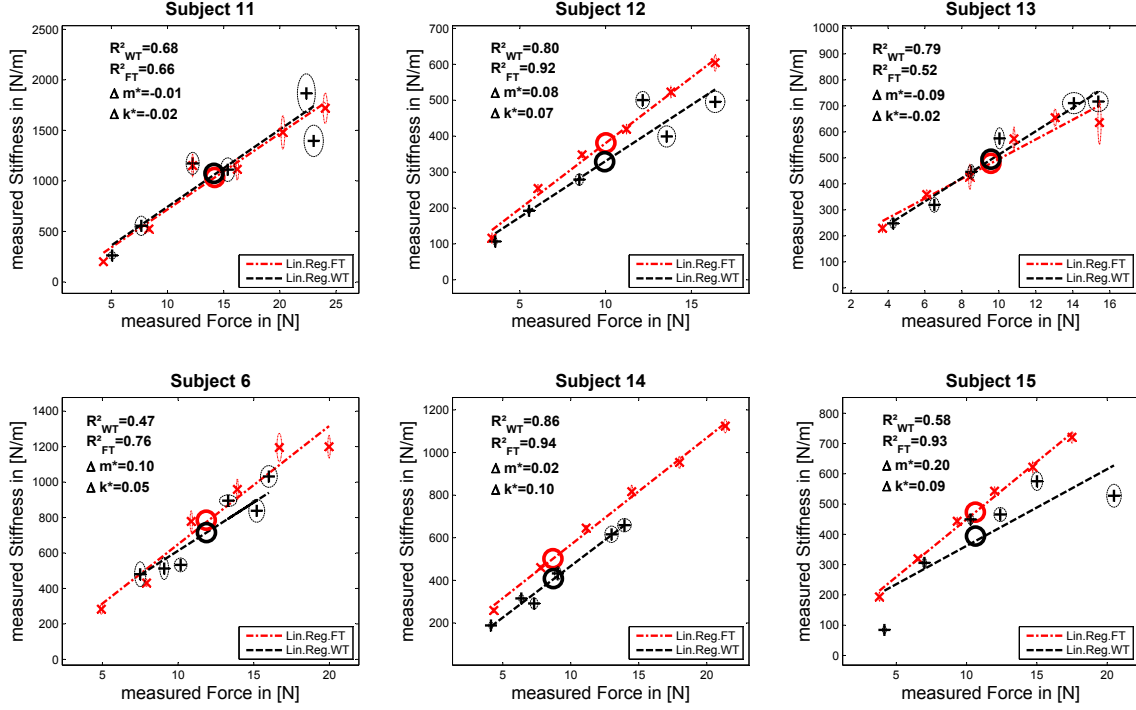 Subject 11
measured Stiffness in [N/m]
2500
2000
1500
1000
500
0
R²WT=0.68
R²FT=0.66
Δ m*=-0.01
Δ k*=-0.02
Lin.Reg.FT
Lin.Reg.WT
5 10 15 20 25
measured Force in [N]
Subject 12
measured Stiffness in [N/m]
700
600
500
400
300
200
100
0
R²WT=0.80
R²FT=0.92
Δ m*=0.08
Δ k*=0.07
Lin.Reg.FT
Lin.Reg.WT
5 10 15
measured Force in [N]
Subject 13
measured Stiffness in [N/m]
1000
900
800
700
600
500
400
300
200
100
0
R²WT=0.79
R²FT=0.52
Δ m*=-0.09
Δ k*=-0.02
Lin.Reg.FT
Lin.Reg.WT
2 4 6 8 10 12 14 16
measured Force in [N]
Subject 6
measured Stiffness in [N/m]
1400
1200
1000
800
600
400
200
0
R²WT=0.47
R²FT=0.76
Δ m*=0.10
Δ k*=0.05
Lin.Reg.FT
Lin.Reg.WT
5 10 15 20
measured Force in [N]
Subject 14
measured Stiffness in [N/m]
1200
1000
800
600
400
200
R²WT=0.86
R²FT=0.94
Δ m*=0.02
Δ k*=0.10
Lin.Reg.FT
Lin.Reg.WT
5 10 15 20
measured Force in [N]
Subject 15
measured Stiffness in [N/m]
800
700
600
500
400
300
200
100
0
R²WT=0.58
R²FT=0.93
Δ m*=0.20
Δ k*=0.09
Lin.Reg.FT
Lin.Reg.WT
5 10 15 20
measured Force in [N]